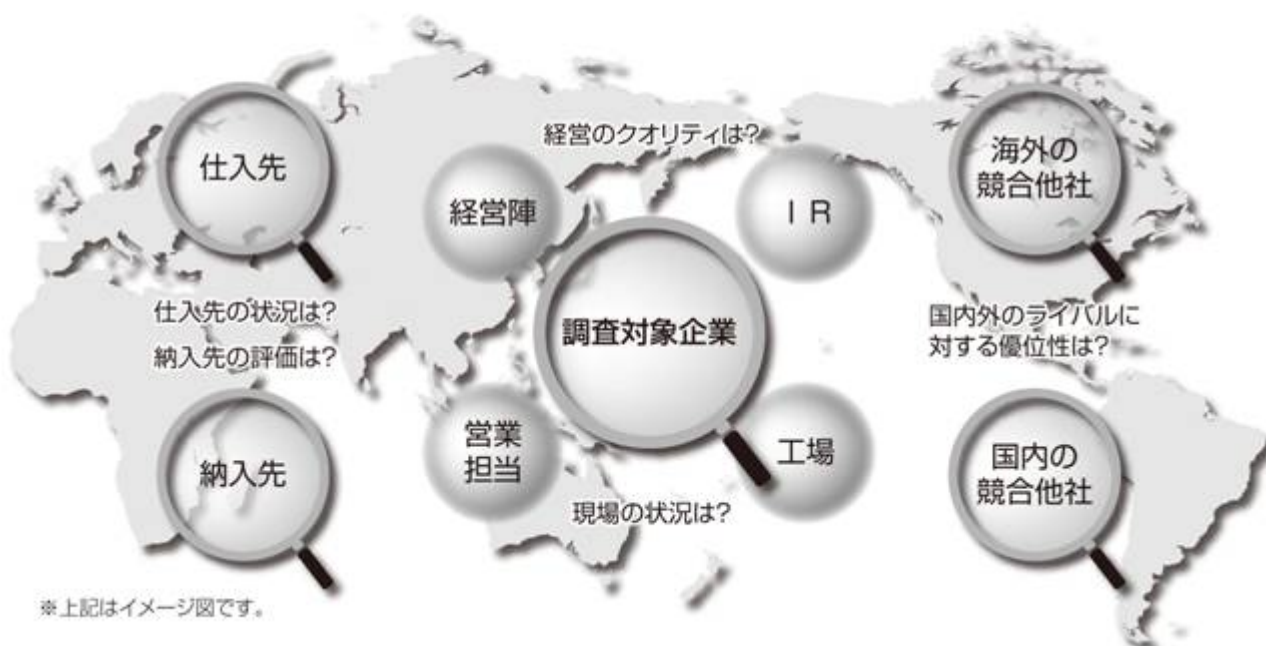 仕入先
仕入先の状況は?
納入先の評価は?
納入先
経営のクオリティは?
経営陣
ＩＲ
調査対象企業
営業
担当
工場
現場の状況は?
海外の
競合他社
国内外のライバルに
対する優位性は?
国内の
競合他社
※上記はイメージ図です。